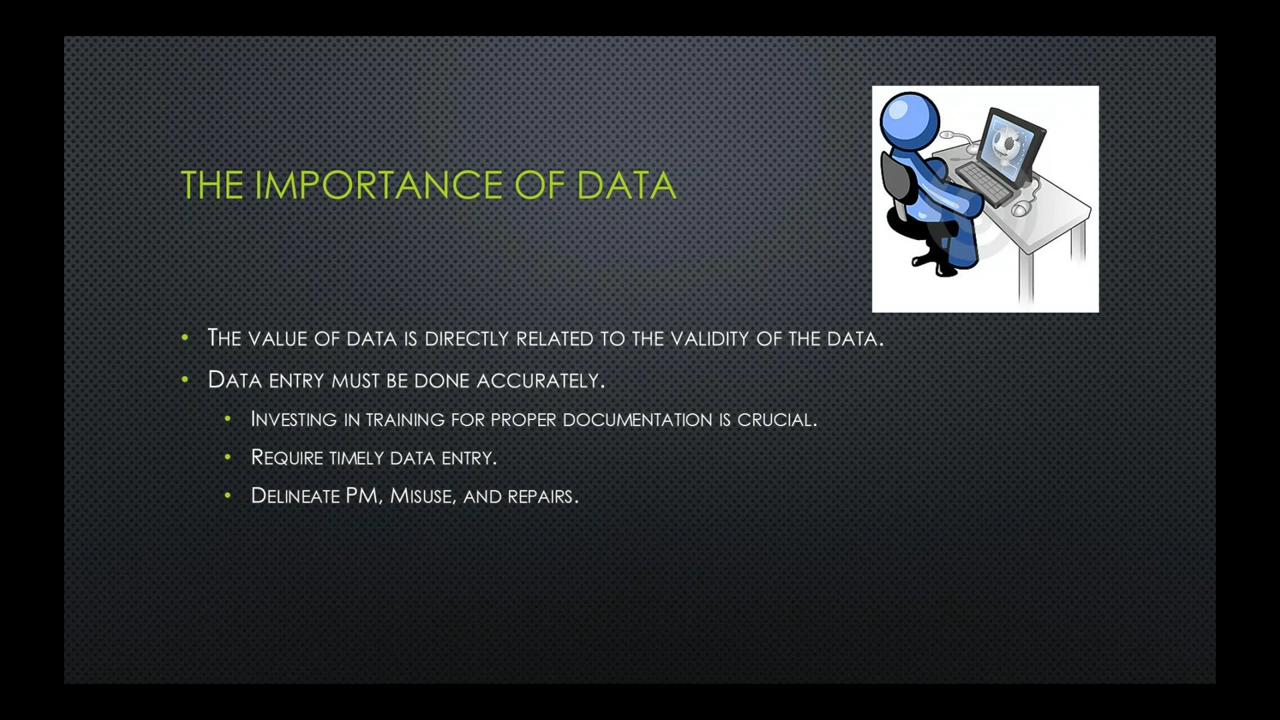 THE IMPORTANCE OF DATA
• THE VALUE OF DATA IS DIRECTLY RELATED TO THE VALIDITY OF THE DATA.
• DATA ENTRY MUST BE DONE ACCURATELY.
• INVESTING IN TRAINING FOR PROPER DOCUMENTATION IS CRUCIAL.
• REQUIRE TIMELY DATA ENTRY.
• DELINEATE PM, MISUSE, AND REPAIRS.